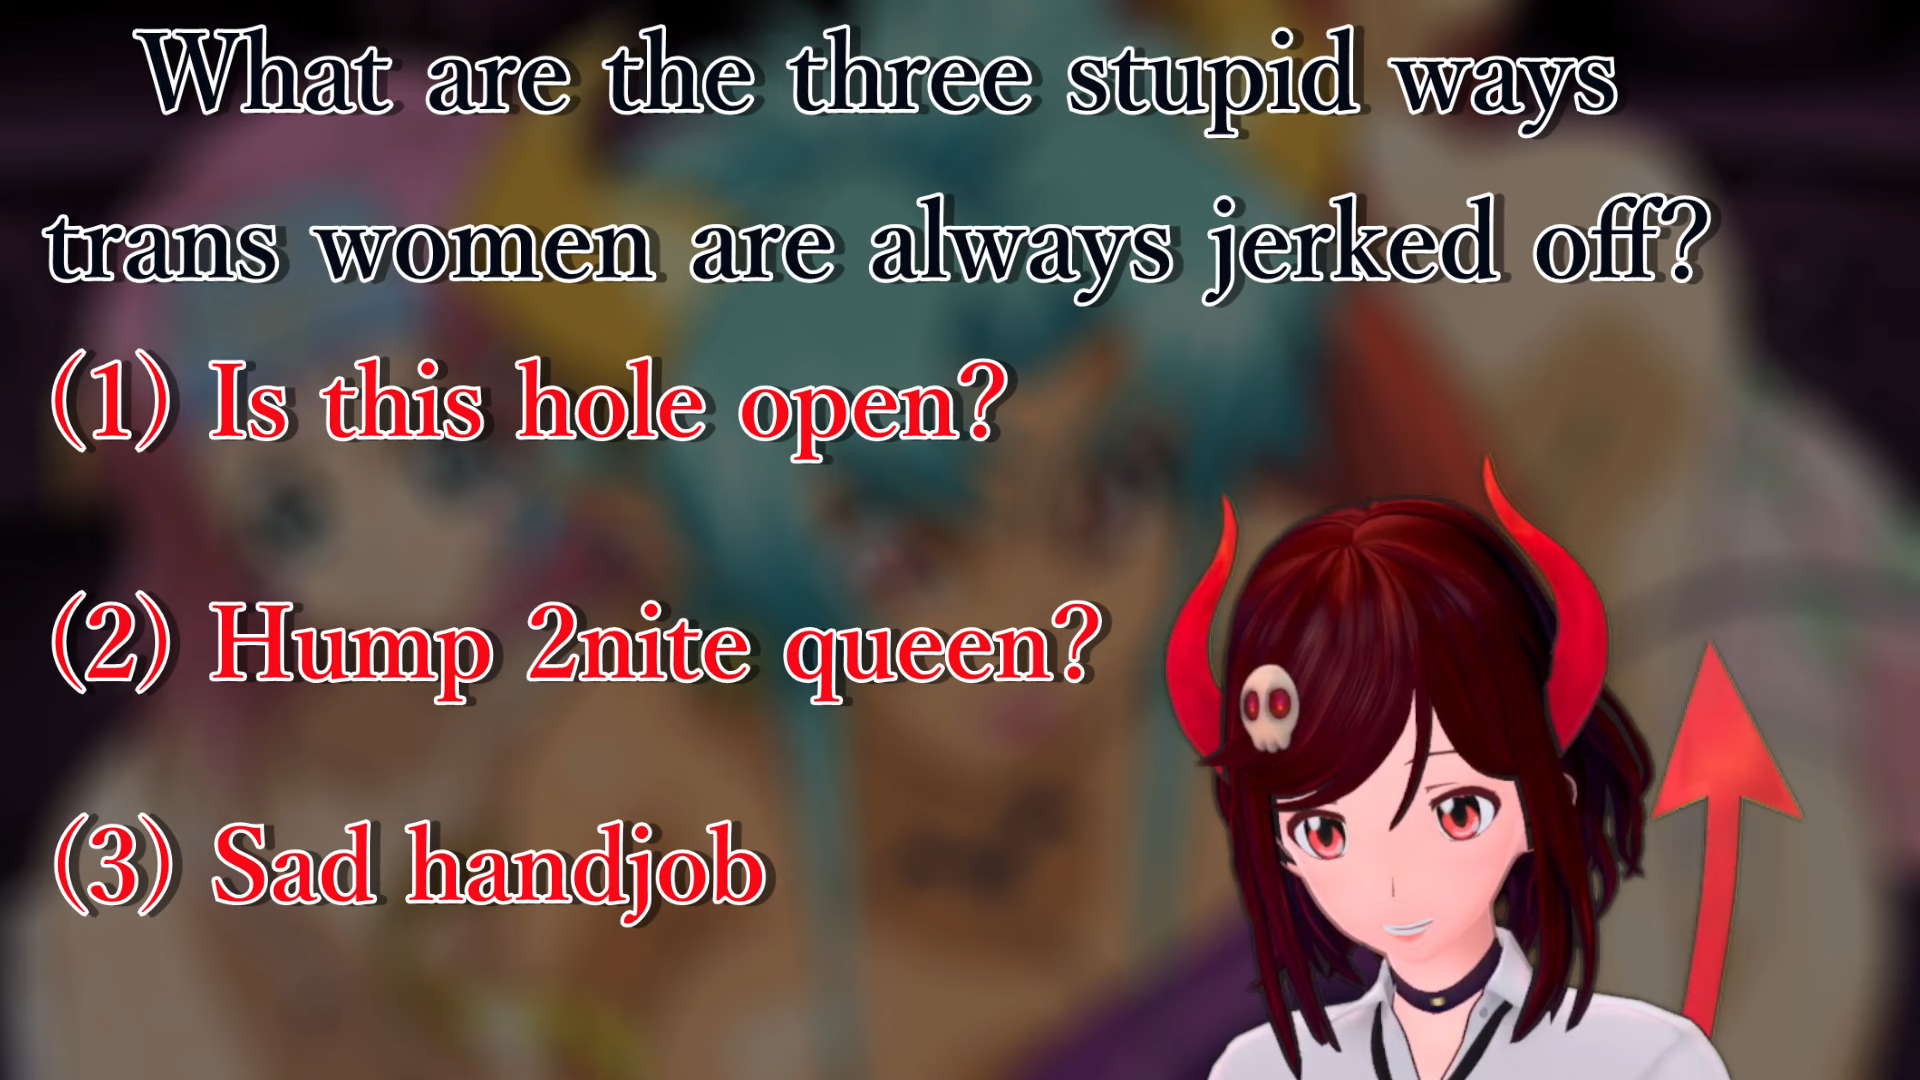 What are the three stupid ways
trans women are always jerked off?
(1) Is this hole open?
(2) Hump 2nite queen?
(3) Sad handjob